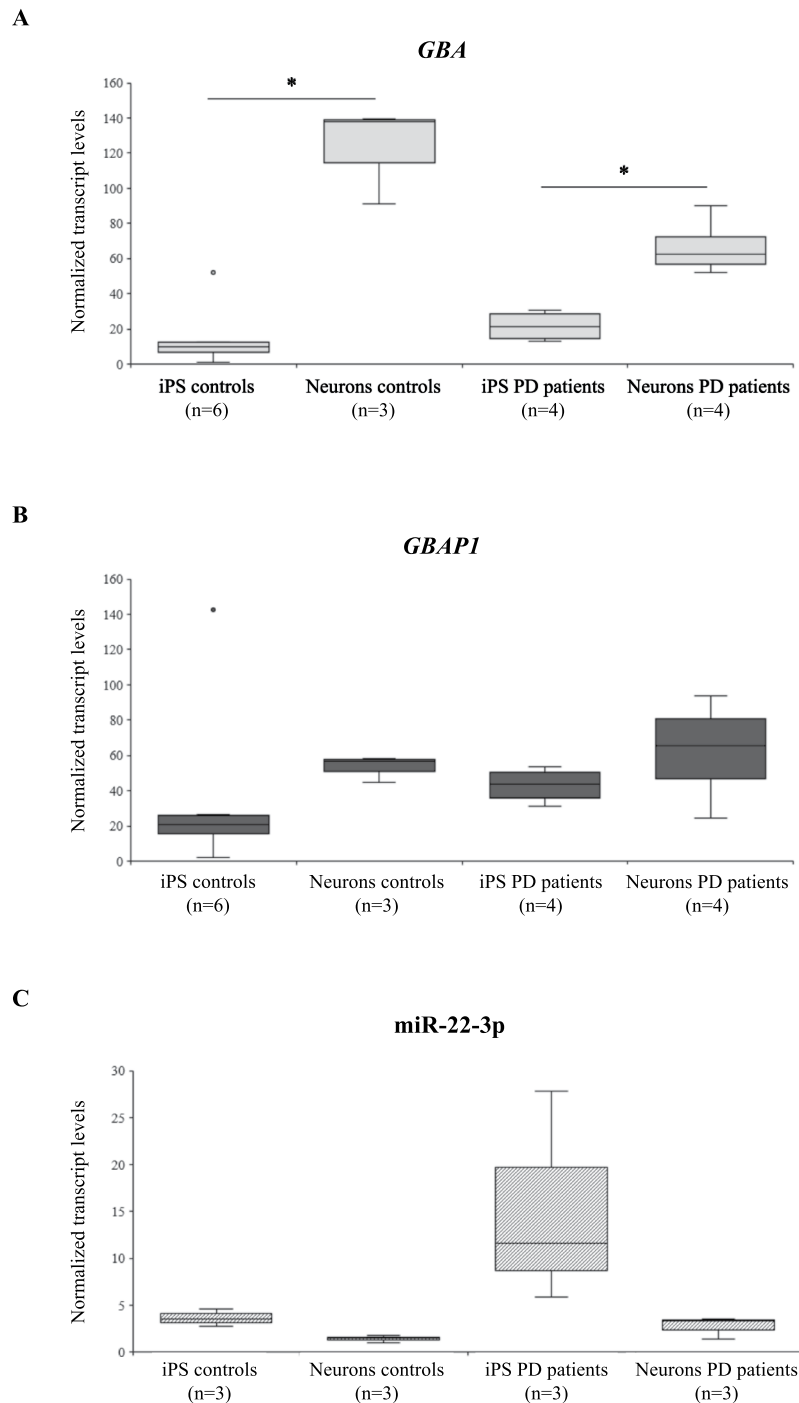 A
GBA
Normalized transcript levels
160
140
120
100
80
60
40
20
0
*
*
iPS controls
(n=6)
Neurons controls
(n=3)
iPS PD patients
(n=4)
Neurons PD patients
(n=4)
B
GBAP1
Normalized transcript levels
160
140
120
100
80
60
40
20
0
iPS controls
(n=6)
Neurons controls
(n=3)
iPS PD patients
(n=4)
Neurons PD patients
(n=4)
C
miR-22-3p
Normalized transcript levels
30
25
20
15
10
5
0
iPS controls
(n=3)
Neurons controls
(n=3)
iPS PD patients
(n=3)
Neurons PD patients
(n=3)